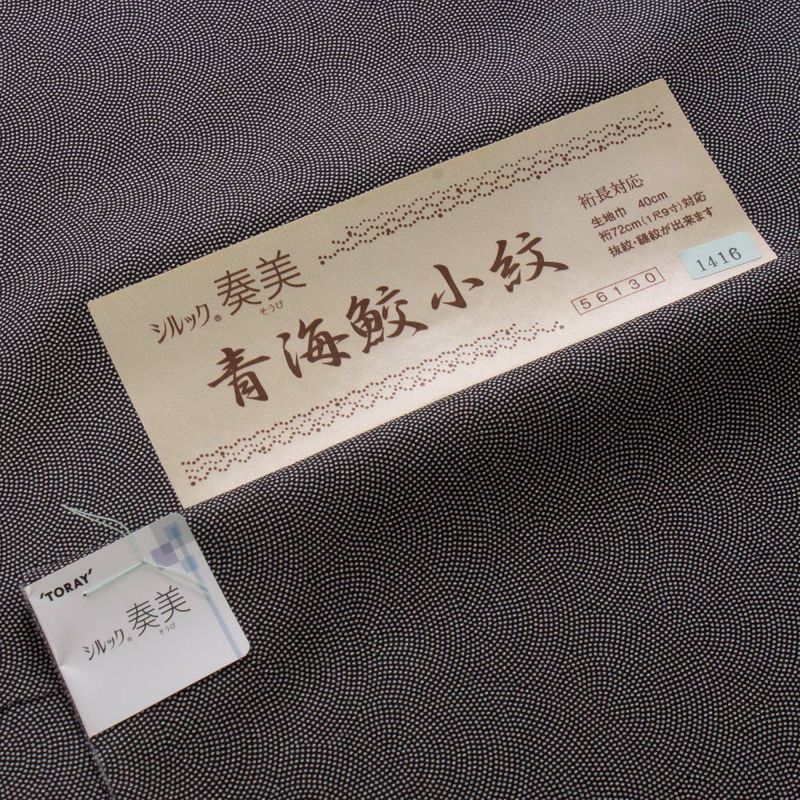 裄長対応
生地巾 40cm
裄72cm(1尺9寸)対応
抜紋・縫紋が出来ます
シルック® 奏美
そうび
青海鮫小紋
56130
1416
'TORAY'
シルック® 奏美
そうび